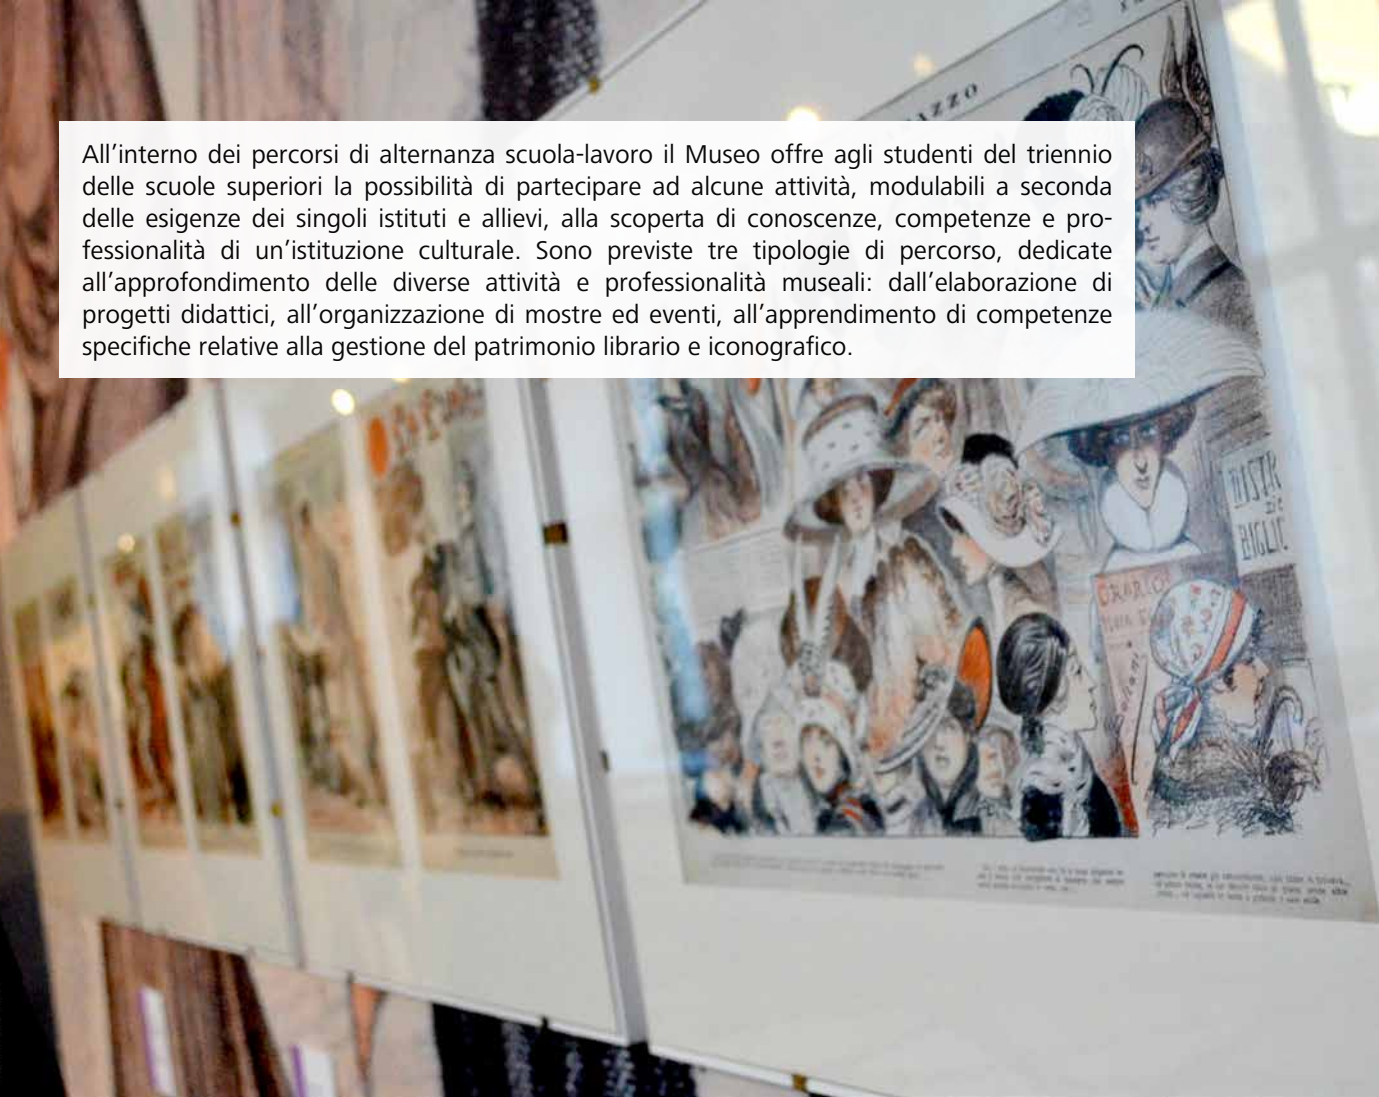 All'interno dei percorsi di alternanza scuola-lavoro il Museo offre agli studenti del triennio
delle scuole superiori la possibilità di partecipare ad alcune attività, modulabili a seconda
delle esigenze dei singoli istituti e allievi, alla scoperta di conoscenze, competenze e pro-
fessionalità di un'istituzione culturale. Sono previste tre tipologie di percorso, dedicate
all'approfondimento delle diverse attività e professionalità museali: dall'elaborazione di
progetti didattici, all'organizzazione di mostre ed eventi, all'apprendimento di competenze
specifiche relative alla gestione del patrimonio librario e iconografico.